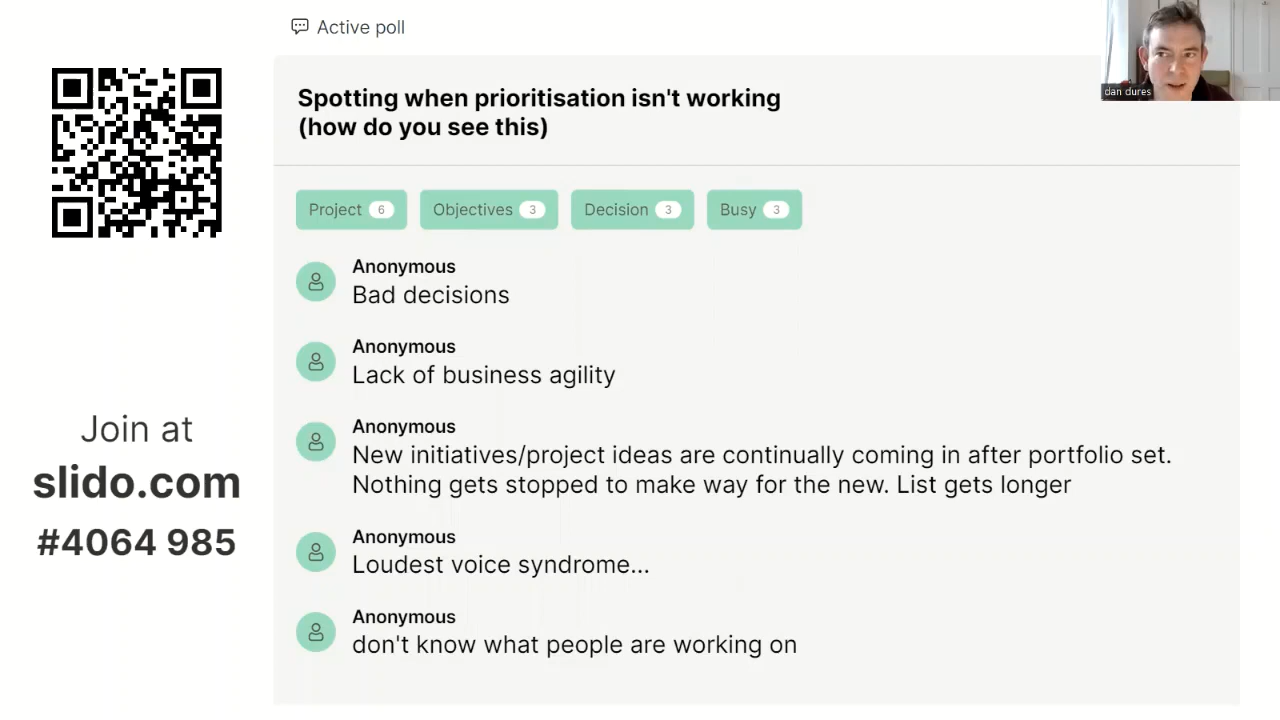 Active poll
Spotting when prioritisation isn't working
(how do you see this)
dan dures
Project 6
Objectives 3
Decision 3
Busy 3
Anonymous
Bad decisions
Anonymous
Lack of business agility
Anonymous
New initiatives/project ideas are continually coming in after portfolio set.
Nothing gets stopped to make way for the new. List gets longer
Anonymous
Loudest voice syndrome...
Anonymous
don't know what people are working on
Join at
slido.com
#4064 985